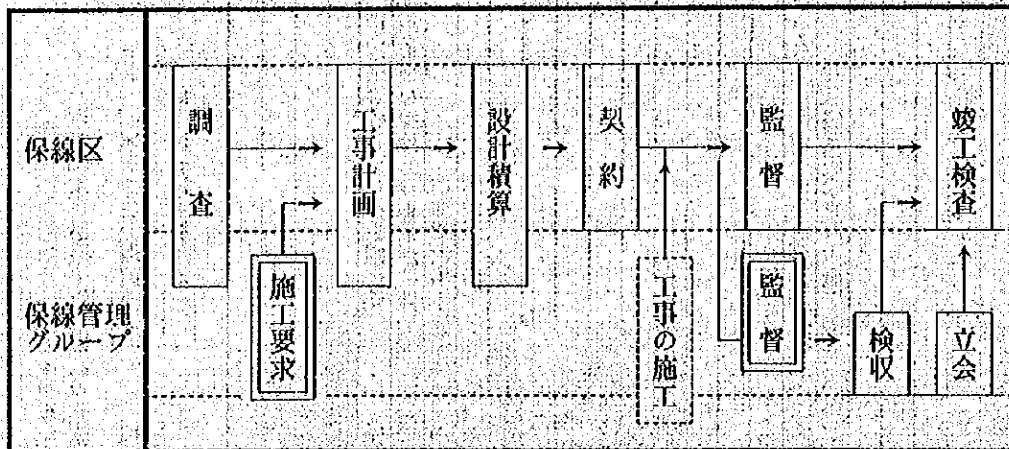 保線区
調査
工事計画
設計積算
契約
監督
竣工検査
保線管理
グループ
施工要求
工事の施工
監督
検収
立会